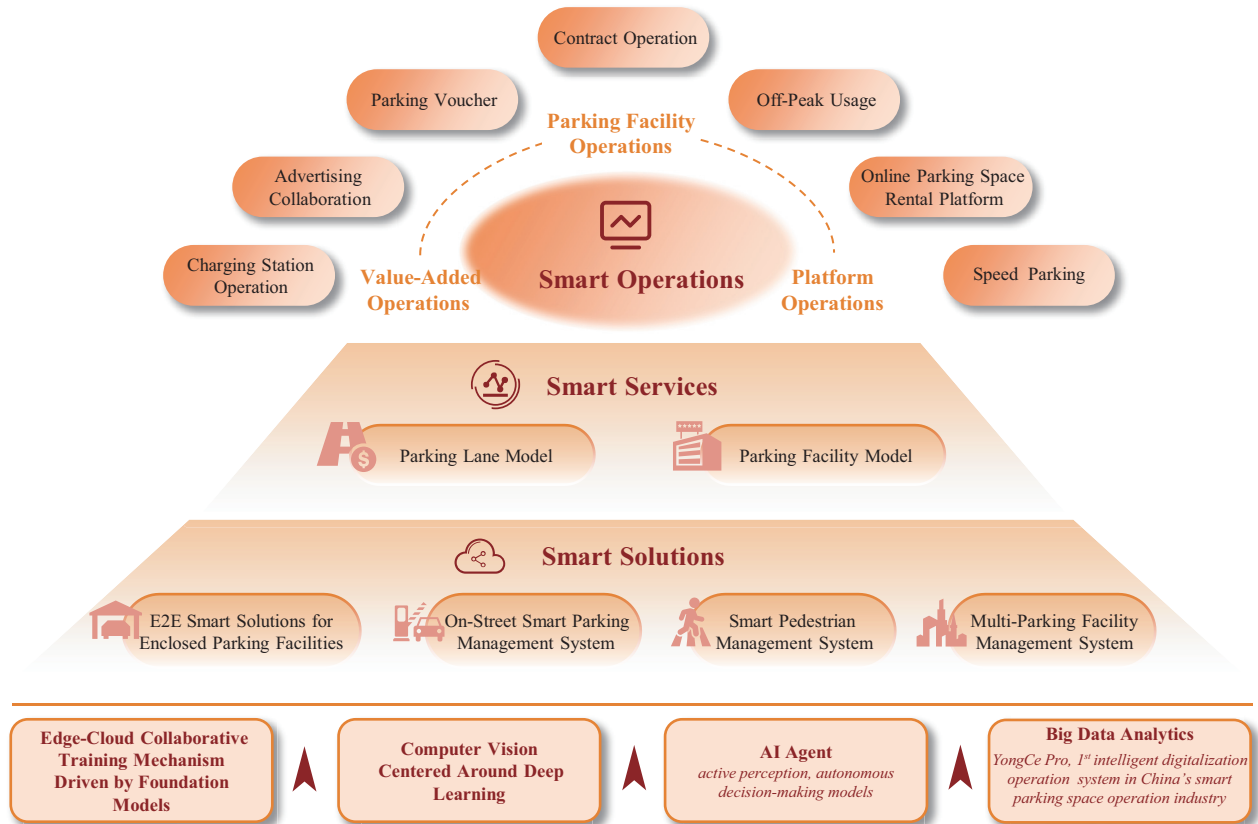 Contract Operation
Parking Voucher
Off-Peak Usage
Parking Facility
Operations
Advertising
Collaboration
Online Parking Space
Rental Platform
Charging Station
Operation
Value-Added
Operations
Smart Operations
Platform
Operations
Speed Parking
Smart Services
$
Parking Lane Model
Parking Facility Model
Smart Solutions
E2E Smart Solutions for
Enclosed Parking Facilities
On-Street Smart Parking
Management System
Smart Pedestrian
Management System
Multi-Parking Facility
Management System
Edge-Cloud Collaborative
Training Mechanism
Driven by Foundation
Models
Computer Vision
Centered Around Deep
Learning
AI Agent
active perception, autonomous
decision-making models
Big Data Analytics
YongCe Pro, 1st intelligent digitalization
operation system in China's smart
parking space operation industry